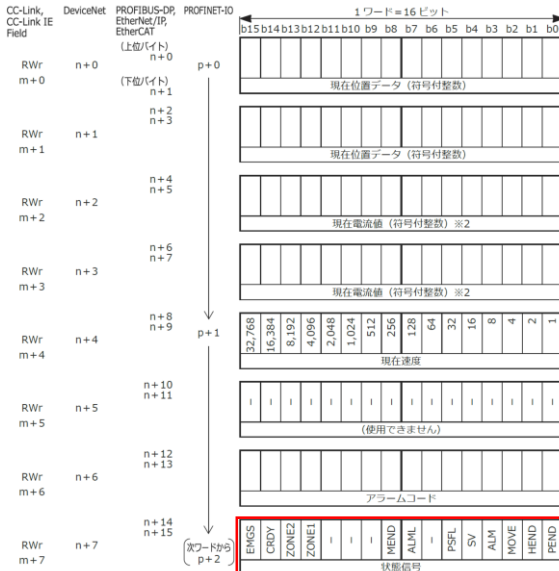 CC-Link,
CC-Link IE
Field
DeviceNet
PROFIBUS-DP,
EtherNet/IP,
EtherCAT
PROFINET-IO
1ワード=16ビット
b15 b14 b13 b12 b11 b10 b9 b8 b7 b6 b5 b4 b3 b2 b1 b0
RWr
m+0
n+0
(上位バイト)
n+0
(下位バイト)
n+1
p+0
現在位置データ（符号付整数）
RWr
m+1
n+1
n+2
n+3
現在位置データ（符号付整数）
RWr
m+2
n+2
n+4
n+5
現在電流値（符号付整数）※2
RWr
m+3
n+3
n+6
n+7
現在電流値（符号付整数）※2
RWr
m+4
n+4
n+8
n+9
p+1
32,768 16,384 8,192 4,096 2,048 1,024 512 256 128 64 32 16 8 4 2 1
現在速度
RWr
m+5
n+5
n+10
n+11
- - - - - - - - - - - - - - - -
(使用できません)
RWr
m+6
n+6
n+12
n+13
アラームコード
RWr
m+7
n+7
n+14
n+15
(次ワードから
p+2)
EMGS CRDY ZONE2 ZONE1 - - - MEND ALML - PSFL SV ALM MOVE HEND PEND
状態信号